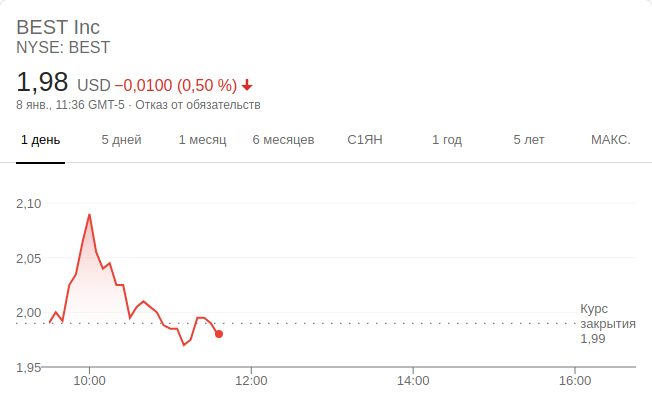 BEST Inc
NYSE: BEST
1,98 USD −0,0100 (0,50 %)
8 янв., 11:36 GMT-5 · Отказ от обязательств
1 день 5 дней 1 месяц 6 месяцев С1ЯН 1 год 5 лет МАКС.
2,10
2,05
2,00
Курс
закрытия
1,99
1,95
10:00 12:00 14:00 16:00